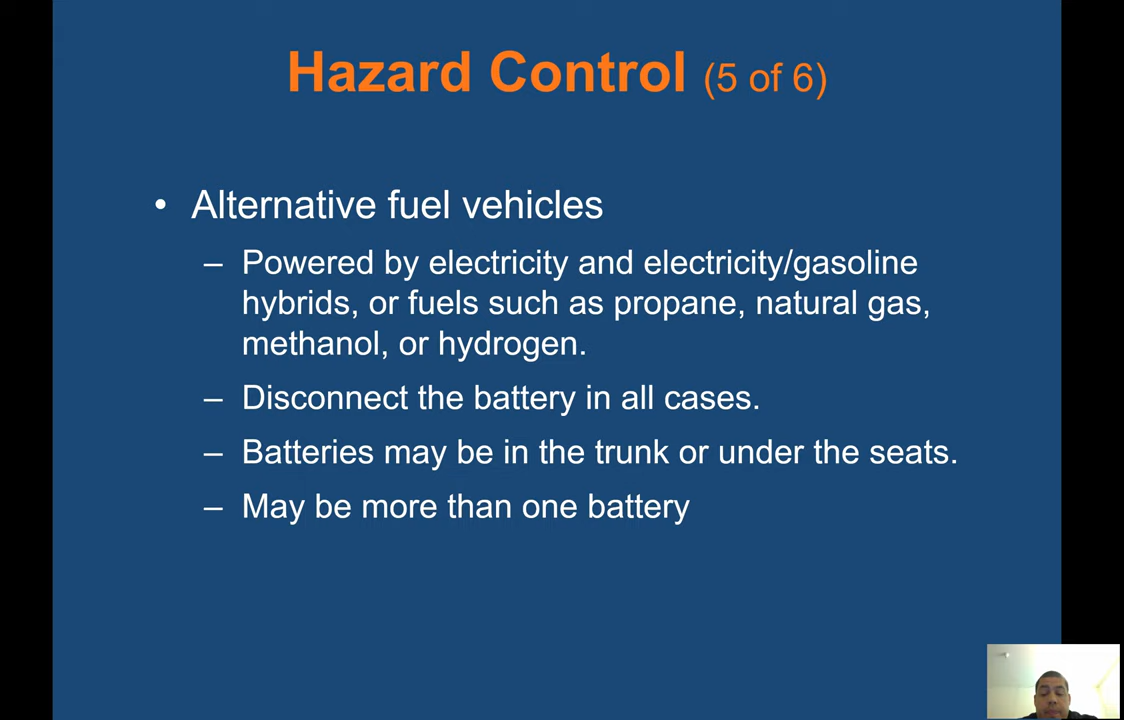 Hazard Control (5 of 6)
• Alternative fuel vehicles
– Powered by electricity and electricity/gasoline
hybrids, or fuels such as propane, natural gas,
methanol, or hydrogen.
– Disconnect the battery in all cases.
– Batteries may be in the trunk or under the seats.
– May be more than one battery